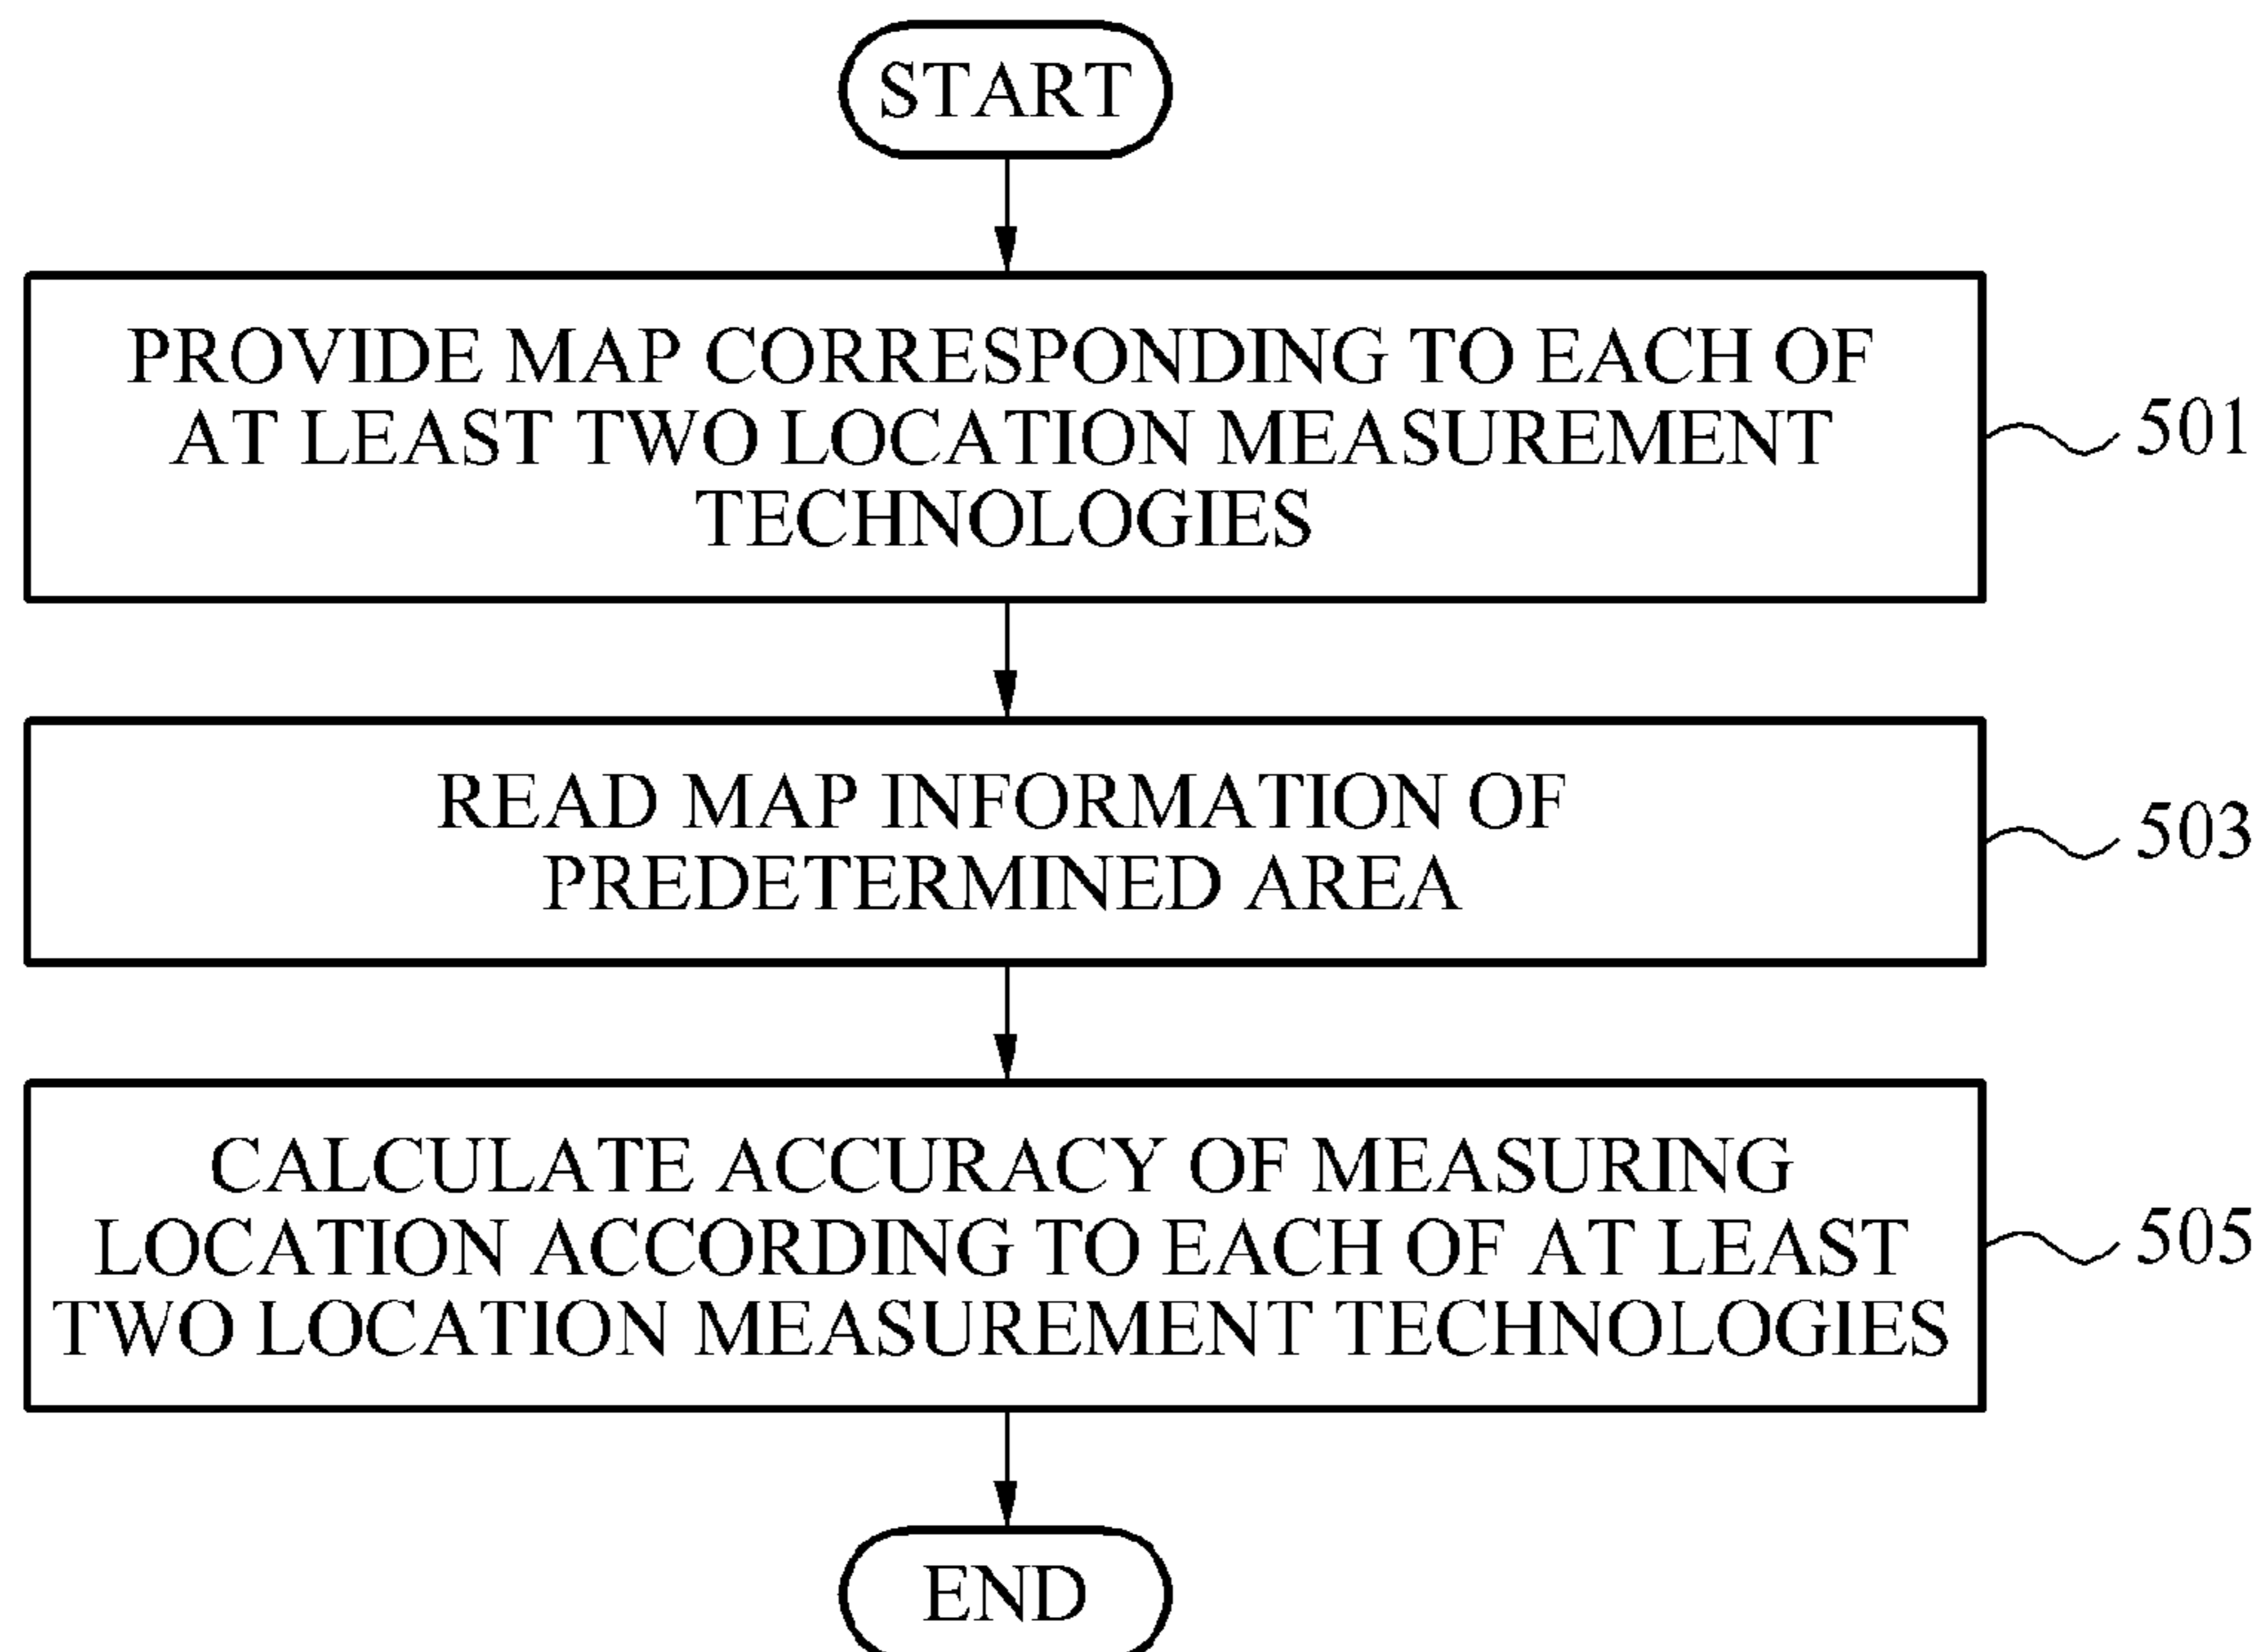 START
PROVIDE MAP CORRESPONDING TO EACH OF
AT LEAST TWO LOCATION MEASUREMENT
TECHNOLOGIES
501
READ MAP INFORMATION OF
PREDETERMINED AREA
503
CALCULATE ACCURACY OF MEASURING
LOCATION ACCORDING TO EACH OF AT LEAST
TWO LOCATION MEASUREMENT TECHNOLOGIES
505
END